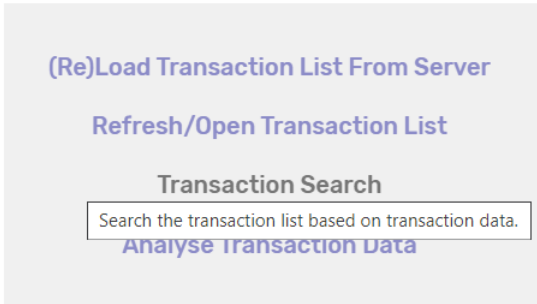 (Re)Load Transaction List From Server
Refresh/Open Transaction List
Transaction Search
Search the transaction list based on transaction data.
Analyse Transaction Data